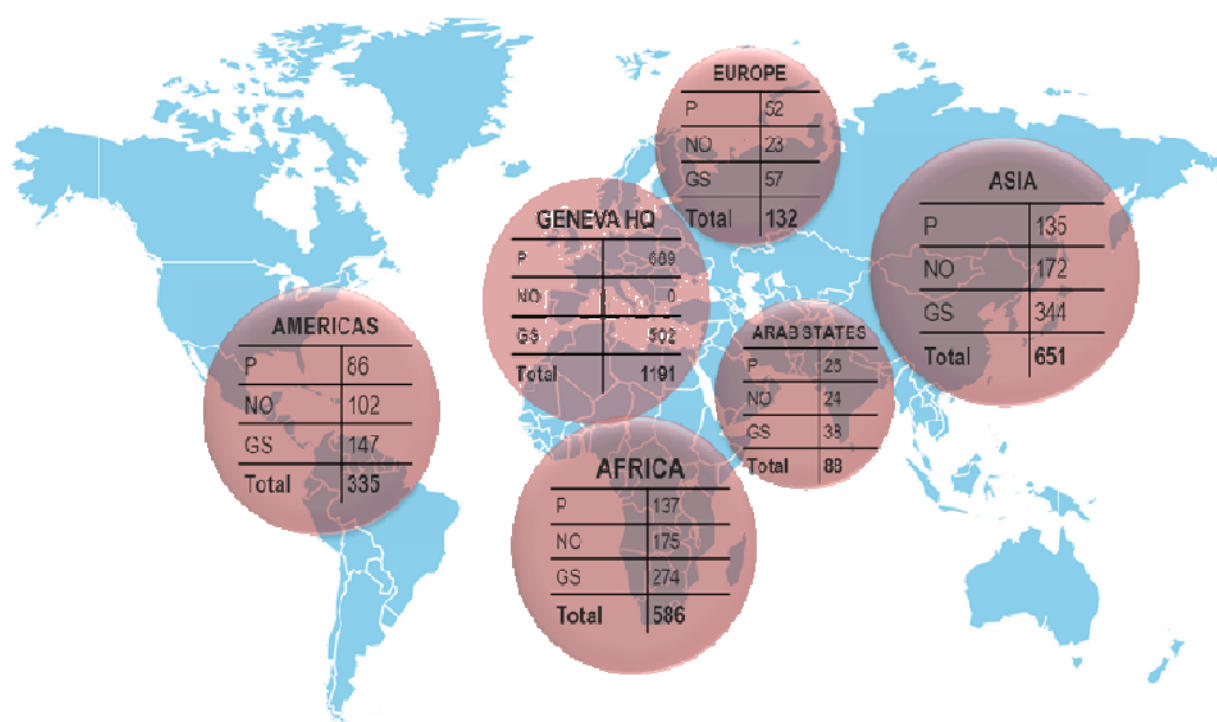 EUROPE
P 52
NO 23
GS 57
Total 132
ASIA
P 135
NO 172
GS 344
Total 651
GENEVA HQ
P 689
NO 0
GS 502
Total 1191
AMERICAS
P 86
NO 102
GS 147
Total 335
ARAB STATES
P 26
NO 24
GS 38
Total 88
AFRICA
P 137
NO 175
GS 274
Total 586